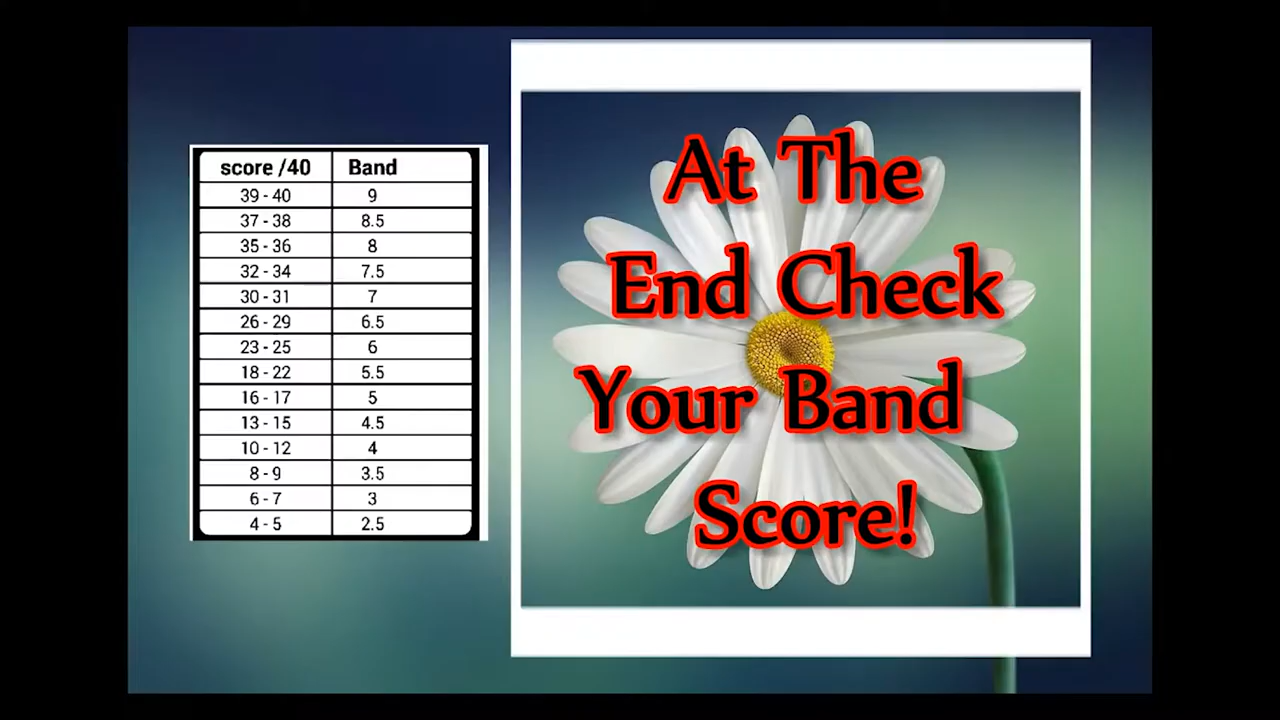 score /40 Band
39 - 40 9
37 - 38 8.5
35 - 36 8
32 - 34 7.5
30 - 31 7
26 - 29 6.5
23 - 25 6
18 - 22 5.5
16 - 17 5
13 - 15 4.5
10 - 12 4
8 - 9 3.5
6 - 7 3
4 - 5 2.5
At The
End Check
Your Band
Score!